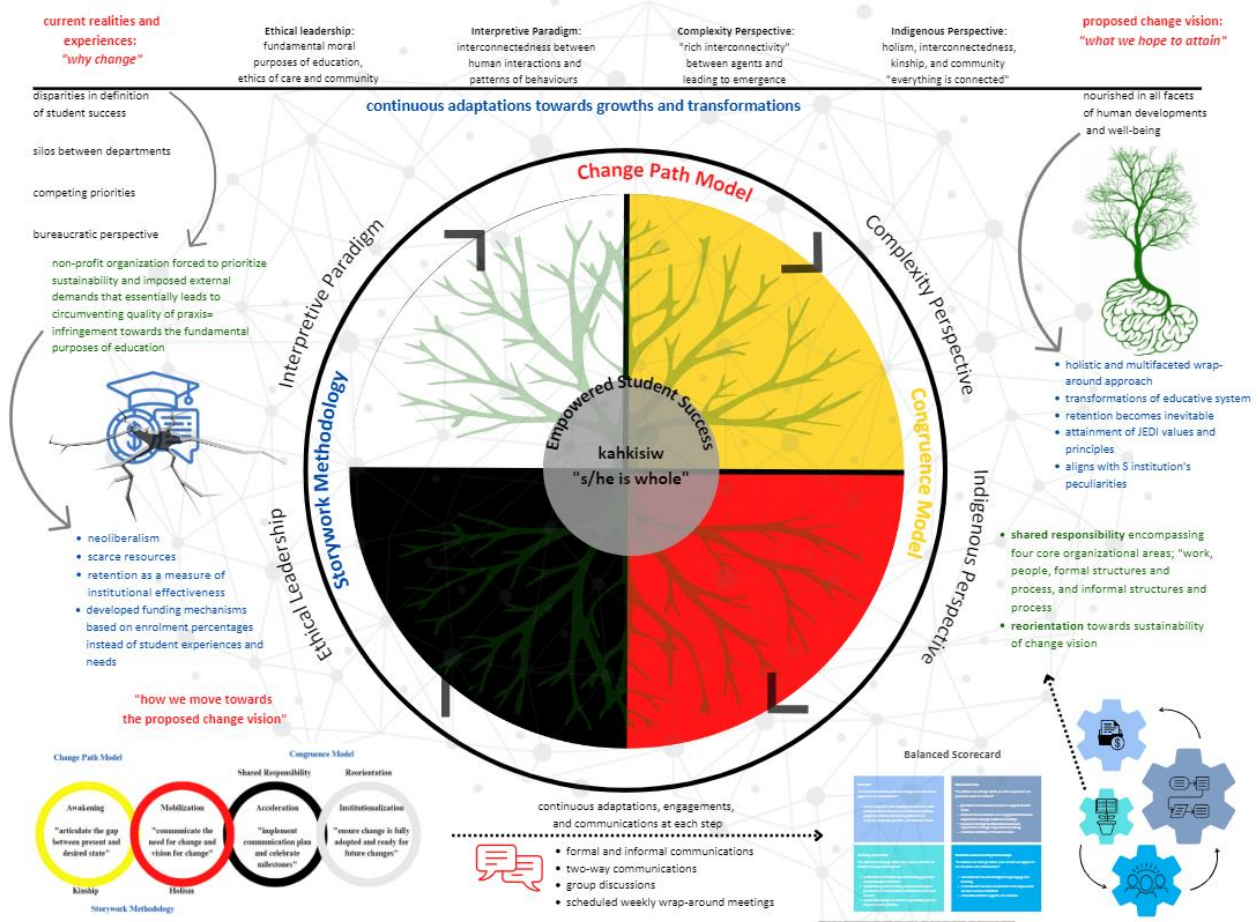 current realities and
experiences:
"why change"
Ethical leadership:
fundamental moral
purposes of education,
ethics of care and community
Interpretive Paradigm:
interconnectedness between
human interactions and
patterns of behaviours
Complexity Perspective:
"rich interconnectivity"
between agents and
leading to emergence
Indigenous Perspective:
holism, interconnectedness,
kinship, and community
"everything is connected"
proposed change vision:
"what we hope to attain"
continuous adaptations towards growths and transformations
disparities in definition
of student success
silos between departments
competing priorities
bureaucratic perspective
non-profit organization forced to prioritize
sustainability and imposed external
demands that essentially leads to
circumventing quality of praxis=
infringement towards the fundamental
purposes of education
• neoliberalism
• scarce resources
• retention as a measure of
institutional effectiveness
• developed funding mechanisms
based on enrolment percentages
instead of student experiences and
needs
Change Path Model
Interpretive Paradigm
Complexity Perspective
Storywork Methodology
Congruence Model
Ethical Leadership
Indigenous Perspective
Empowered Student Success
kahkisiw
"s/he is whole"
nourished in all facets
of human developments
and well-being
• holistic and multifaceted wrap-
around approach
• transformations of educative system
• retention becomes inevitable
• attainment of JEDI values and
principles
• aligns with S institution's
peculiarities
• shared responsibility encompassing
four core organizational areas; "work,
people, formal structures and
process, and informal structures and
process
• reorientation towards sustainability
of change vision
"how we move towards
the proposed change vision"
Change Path Model
Congruence Model
Shared Responsibility
Reorientation
Awakening
"articulate the gap
between present and
desired state"
Mobilization
"communicate the
need for change and
vision for change"
Acceleration
"implement
communication plan
and celebrate
milestones"
Institutionalization
"ensure change is fully
adopted and ready for
future changes"
Kinship
Holism
Storywork Methodology
continuous adaptations, engagements,
and communications at each step
• formal and informal communications
• two-way communications
• group discussions
• scheduled weekly wrap-around meetings
Balanced Scorecard